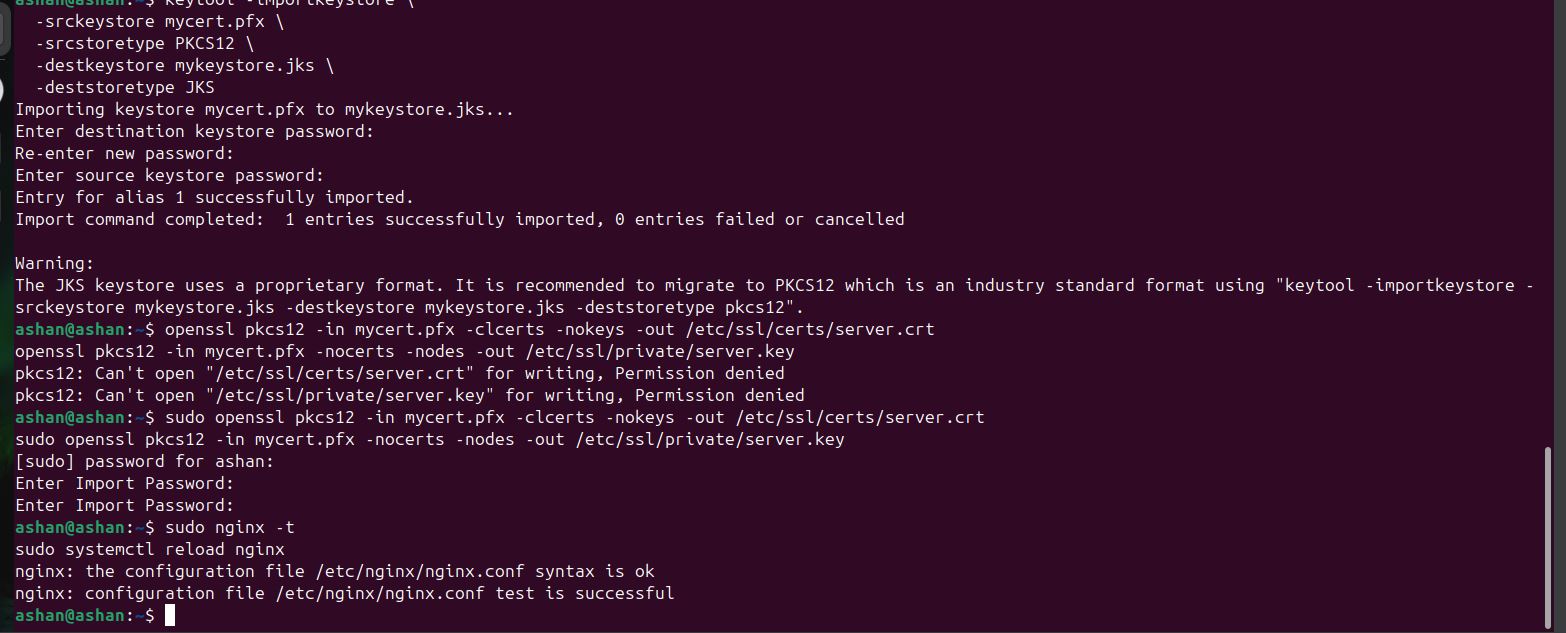 ashan@ashan:~$ keytool -importkeystore \
  -srckeystore mycert.pfx \
  -srcstoretype PKCS12 \
  -destkeystore mykeystore.jks \
  -deststoretype JKS
Importing keystore mycert.pfx to mykeystore.jks...
Enter destination keystore password:
Re-enter new password:
Enter source keystore password:
Entry for alias 1 successfully imported.
Import command completed:  1 entries successfully imported, 0 entries failed or cancelled

Warning:
The JKS keystore uses a proprietary format. It is recommended to migrate to PKCS12 which is an industry standard format using "keytool -importkeystore -
srckeystore mykeystore.jks -destkeystore mykeystore.jks -deststoretype pkcs12".
ashan@ashan:~$ openssl pkcs12 -in mycert.pfx -clcerts -nokeys -out /etc/ssl/certs/server.crt
openssl pkcs12 -in mycert.pfx -nocerts -nodes -out /etc/ssl/private/server.key
pkcs12: Can't open "/etc/ssl/certs/server.crt" for writing, Permission denied
pkcs12: Can't open "/etc/ssl/private/server.key" for writing, Permission denied
ashan@ashan:~$ sudo openssl pkcs12 -in mycert.pfx -clcerts -nokeys -out /etc/ssl/certs/server.crt
sudo openssl pkcs12 -in mycert.pfx -nocerts -nodes -out /etc/ssl/private/server.key
[sudo] password for ashan:
Enter Import Password:
Enter Import Password:
ashan@ashan:~$ sudo nginx -t
sudo systemctl reload nginx
nginx: the configuration file /etc/nginx/nginx.conf syntax is ok
nginx: configuration file /etc/nginx/nginx.conf test is successful
ashan@ashan:~$